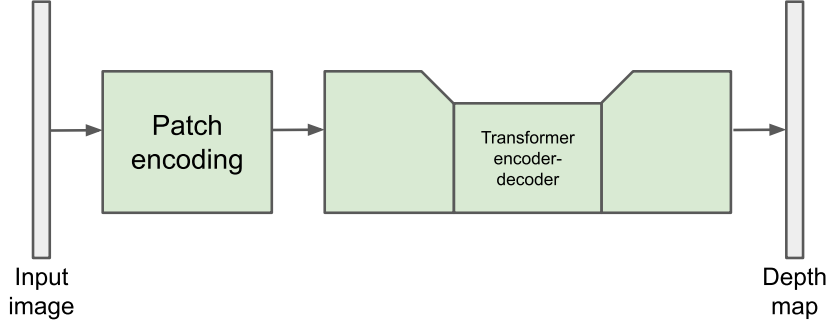 Patch
encoding
Transformer
encoder-
decoder
Input
image
Depth
map